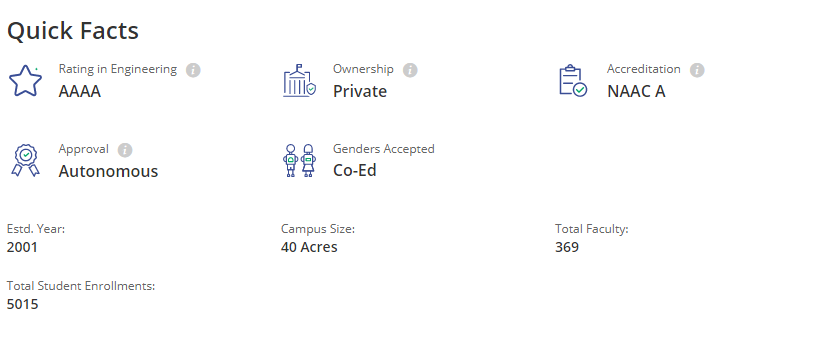 Quick Facts
Rating in Engineering i
AAAA
Ownership i
Private
Accreditation i
NAAC A
Approval i
Autonomous
Genders Accepted
Co-Ed
Estd. Year:
2001
Campus Size:
40 Acres
Total Faculty:
369
Total Student Enrollments:
5015